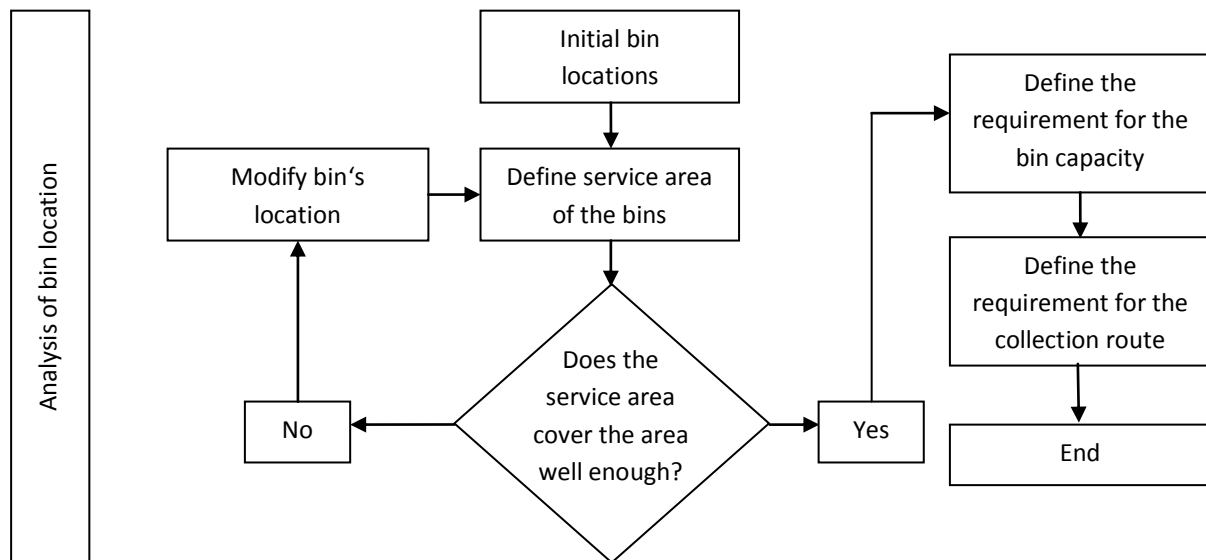 Analysis of bin location
Initial bin
locations
Modify bin‘s
location
Define service area
of the bins
Does the
service area
cover the area
well enough?
No
Yes
Define the
requirement for the
bin capacity
Define the
requirement for the
collection route
End